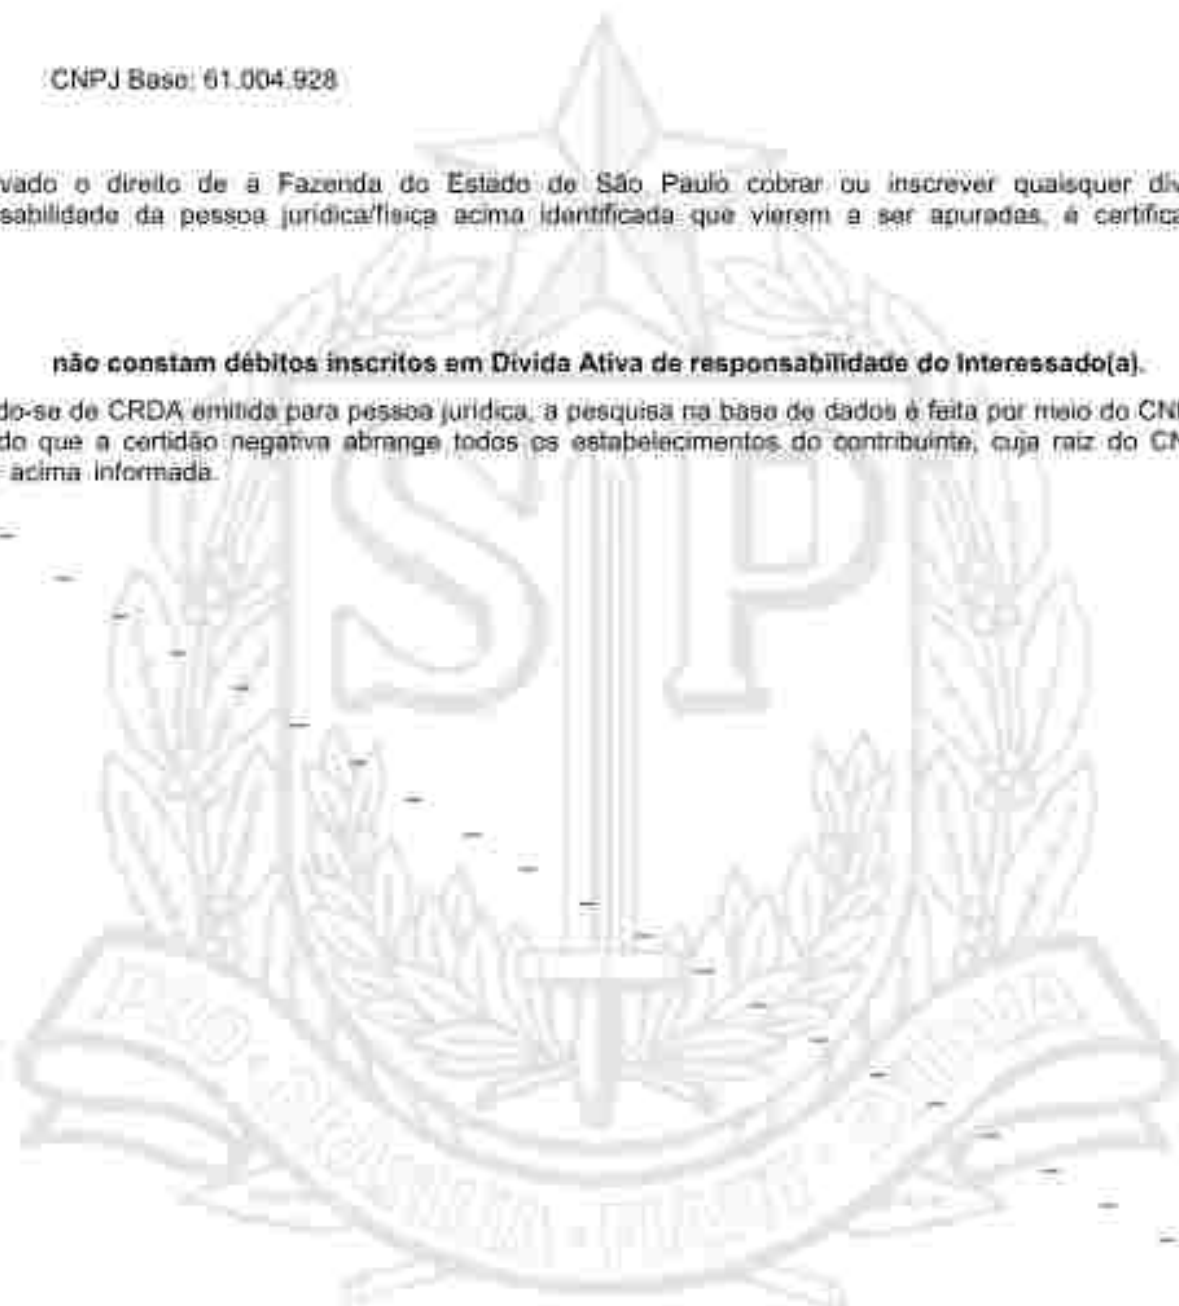 CNPJ Base: 61.004.928
vado o direito de a Fazenda do Estado de São Paulo cobrar ou inscrever quaisquer dív
sabilidade da pessoa jurídica/física acima identificada que vierem a ser apuradas, é certifica
não constam débitos inscritos em Dívida Ativa de responsabilidade do Interessado(a).
do-se de CRDA emitida para pessoa jurídica, a pesquisa na base de dados é feita por meio do CN
do que a certidão negativa abrange todos os estabelecimentos do contribuinte, cuja raiz do CN
acima informada.
SP